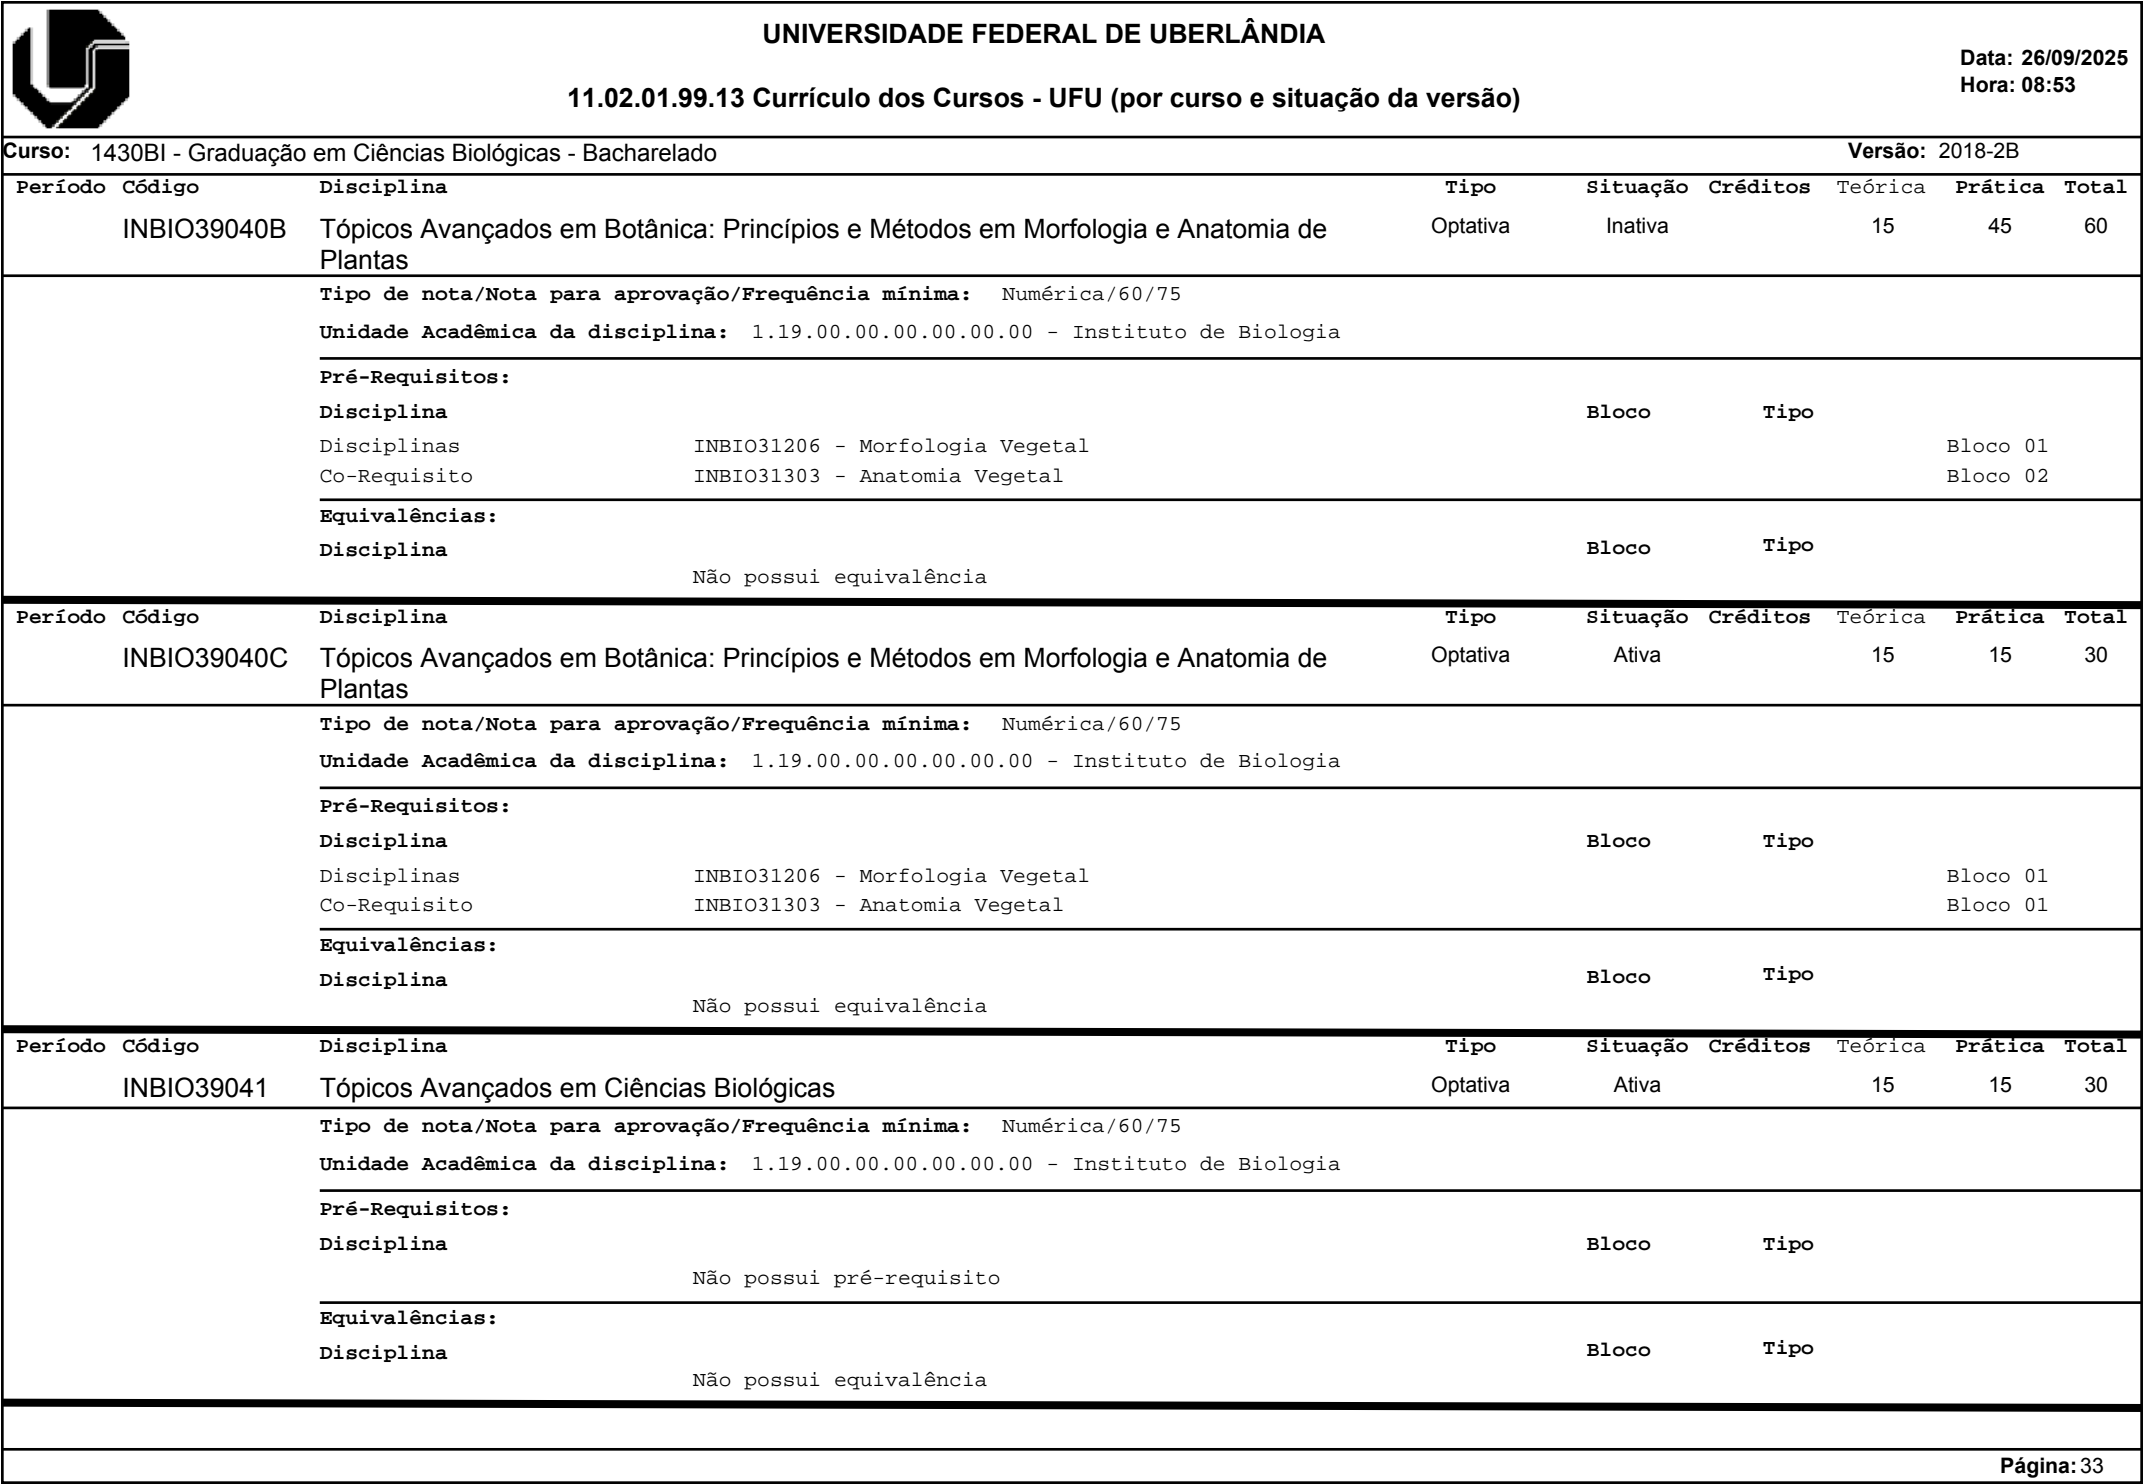 UNIVERSIDADE FEDERAL DE UBERLÂNDIA
Data: 26/09/2025
Hora: 08:53
11.02.01.99.13 Currículo dos Cursos - UFU (por curso e situação da versão)
Curso: 1430BI - Graduação em Ciências Biológicas - Bacharelado Versão: 2018-2B
Período Código Disciplina Tipo Situação Créditos Teórica Prática Total
INBIO39040B Tópicos Avançados em Botânica: Princípios e Métodos em Morfologia e Anatomia de Optativa Inativa 15 45 60
Plantas
Tipo de nota/Nota para aprovação/Frequência mínima: Numérica/60/75
Unidade Acadêmica da disciplina: 1.19.00.00.00.00.00.00 - Instituto de Biologia
Pré-Requisitos:
Disciplina Bloco Tipo
Disciplinas INBIO31206 - Morfologia Vegetal Bloco 01
Co-Requisito INBIO31303 - Anatomia Vegetal Bloco 02
Equivalências:
Disciplina Bloco Tipo
Não possui equivalência
Período Código Disciplina Tipo Situação Créditos Teórica Prática Total
INBIO39040C Tópicos Avançados em Botânica: Princípios e Métodos em Morfologia e Anatomia de Optativa Ativa 15 15 30
Plantas
Tipo de nota/Nota para aprovação/Frequência mínima: Numérica/60/75
Unidade Acadêmica da disciplina: 1.19.00.00.00.00.00.00 - Instituto de Biologia
Pré-Requisitos:
Disciplina Bloco Tipo
Disciplinas INBIO31206 - Morfologia Vegetal Bloco 01
Co-Requisito INBIO31303 - Anatomia Vegetal Bloco 01
Equivalências:
Disciplina Bloco Tipo
Não possui equivalência
Período Código Disciplina Tipo Situação Créditos Teórica Prática Total
INBIO39041 Tópicos Avançados em Ciências Biológicas Optativa Ativa 15 15 30
Tipo de nota/Nota para aprovação/Frequência mínima: Numérica/60/75
Unidade Acadêmica da disciplina: 1.19.00.00.00.00.00.00 - Instituto de Biologia
Pré-Requisitos:
Disciplina Bloco Tipo
Não possui pré-requisito
Equivalências:
Disciplina Bloco Tipo
Não possui equivalência
Página: 33